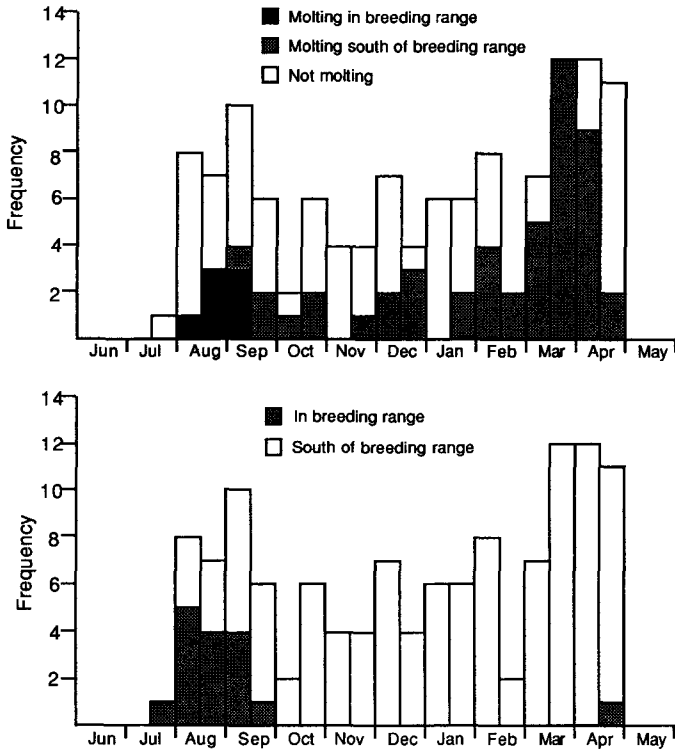 Molting in breeding range
Molting south of breeding range
Not molting
14
12
10
8
6
4
2
Frequency
Jun Jul Aug Sep Oct Nov Dec Jan Feb Mar Apr May
In breeding range
South of breeding range
14
12
10
8
6
4
2
Frequency
Jun Jul Aug Sep Oct Nov Dec Jan Feb Mar Apr May